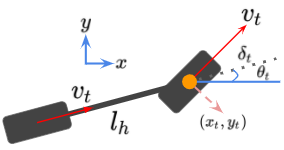 y
v_t
δ_t
x
θ_t
v_t
l_h
(x_t, y_t)